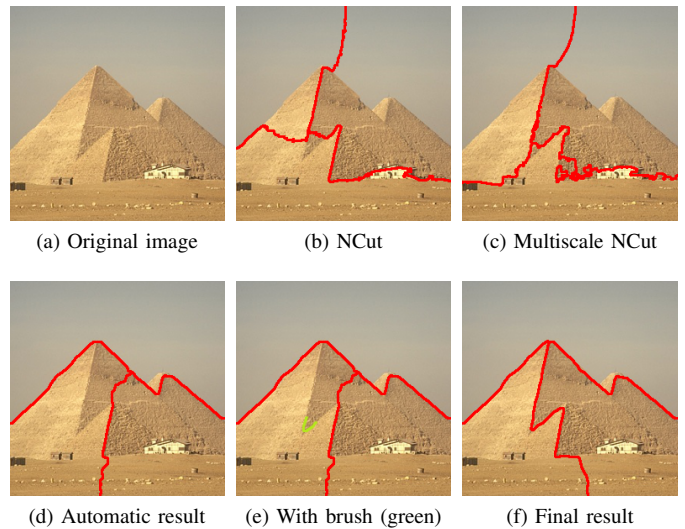 (a) Original image
(b) NCut
(c) Multiscale NCut
(d) Automatic result
(e) With brush (green)
(f) Final result